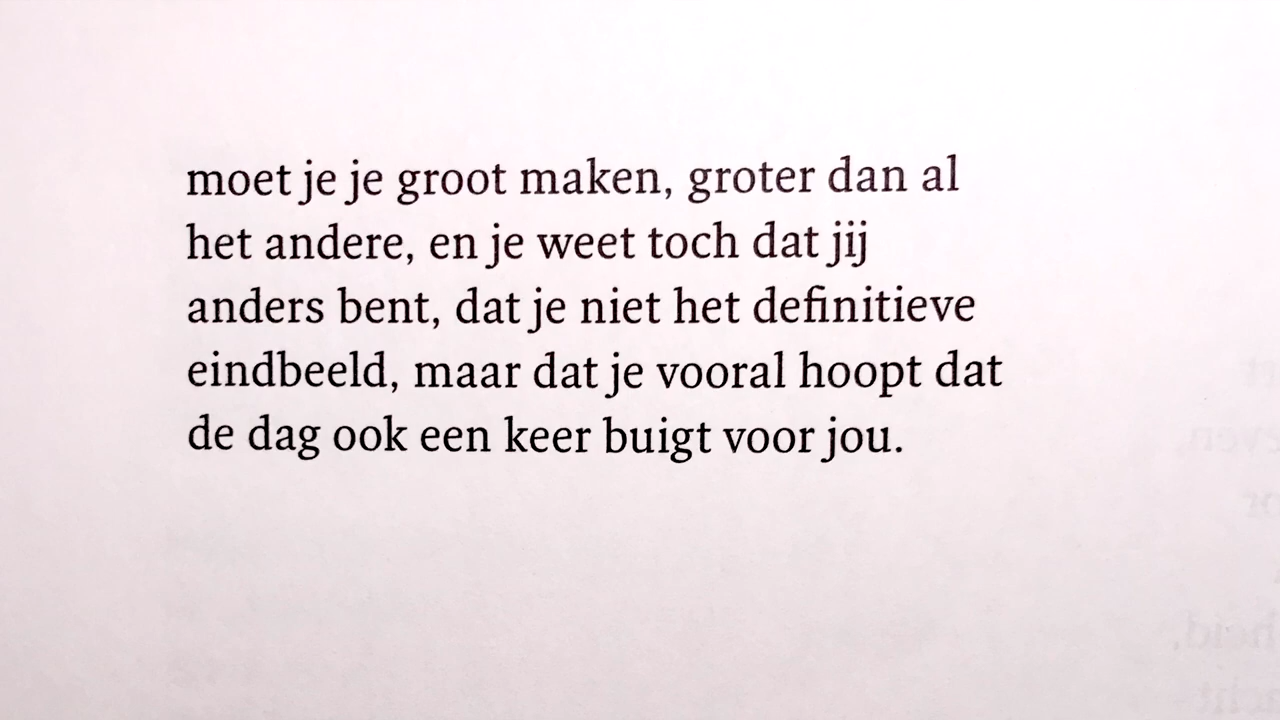 moet je je groot maken, groter dan al
het andere, en je weet toch dat jij
anders bent, dat je niet het definitieve
eindbeeld, maar dat je vooral hoopt dat
de dag ook een keer buigt voor jou.